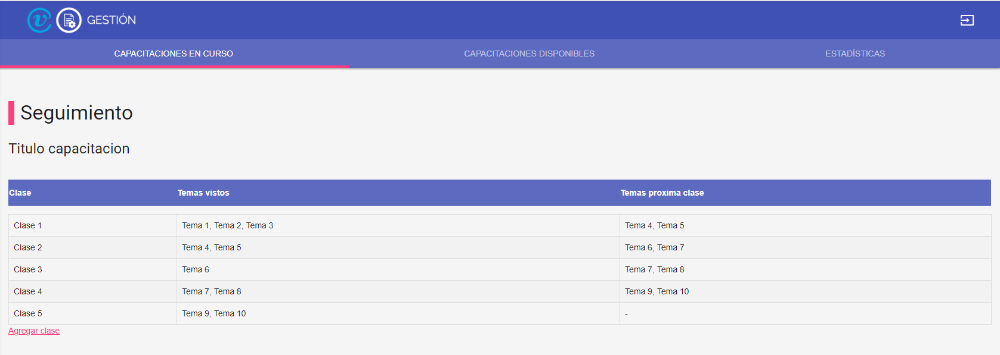 v GESTIÓN
CAPACITACIONES EN CURSO CAPACITACIONES DISPONIBLES ESTADÍSTICAS
Seguimiento
Titulo capacitacion
Clase Temas vistos Temas proxima clase
Clase 1 Tema 1, Tema 2, Tema 3 Tema 4, Tema 5
Clase 2 Tema 4, Tema 5 Tema 6, Tema 7
Clase 3 Tema 6 Tema 7, Tema 8
Clase 4 Tema 7, Tema 8 Tema 9, Tema 10
Clase 5 Tema 9, Tema 10 -
Agregar clase